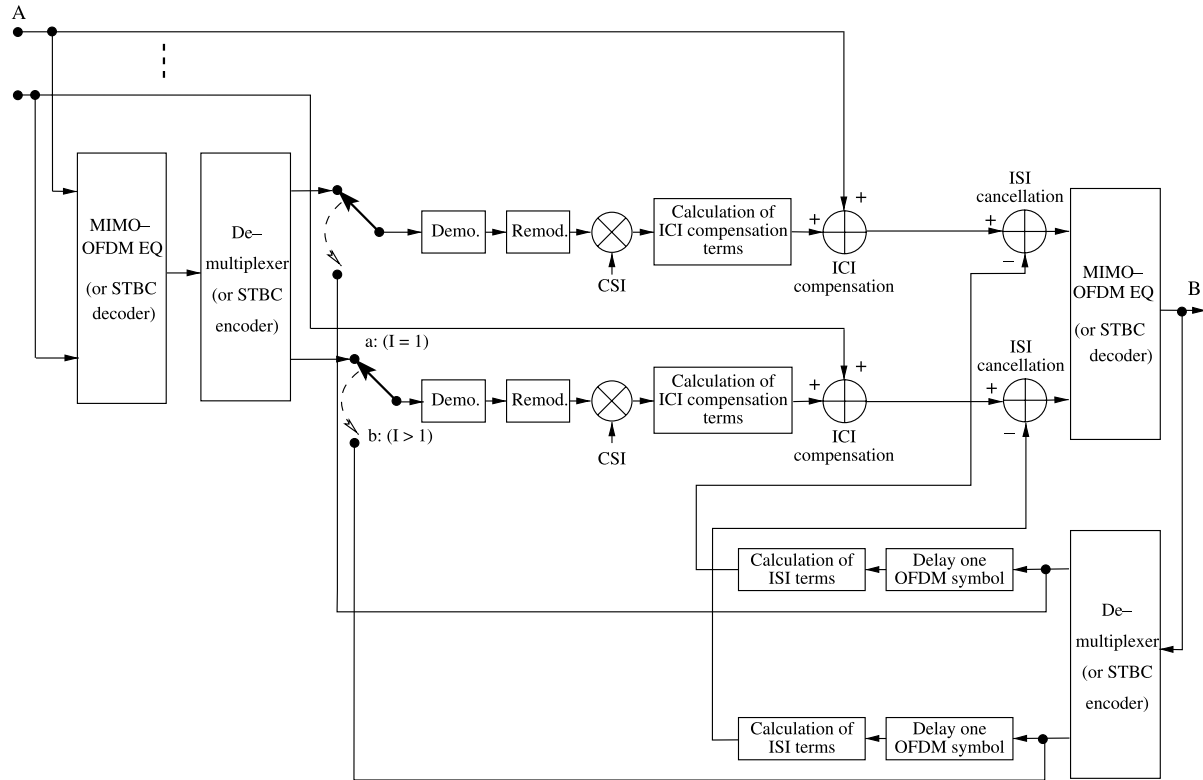 A
MIMO–
OFDM EQ
(or STBC
decoder)
De–
multiplexer
(or STBC
encoder)
Demo.
Remod.
CSI
Calculation of
ICI compensation
terms
+
+
ICI
compensation
ISI
cancellation
+
–
MIMO–
OFDM EQ
(or STBC
decoder)
B
a: (I = 1)
b: (I > 1)
Demo.
Remod.
CSI
Calculation of
ICI compensation
terms
+
+
ICI
compensation
ISI
cancellation
+
–
Calculation of
ISI terms
Delay one
OFDM symbol
De–
multiplexer
(or STBC
encoder)
Calculation of
ISI terms
Delay one
OFDM symbol